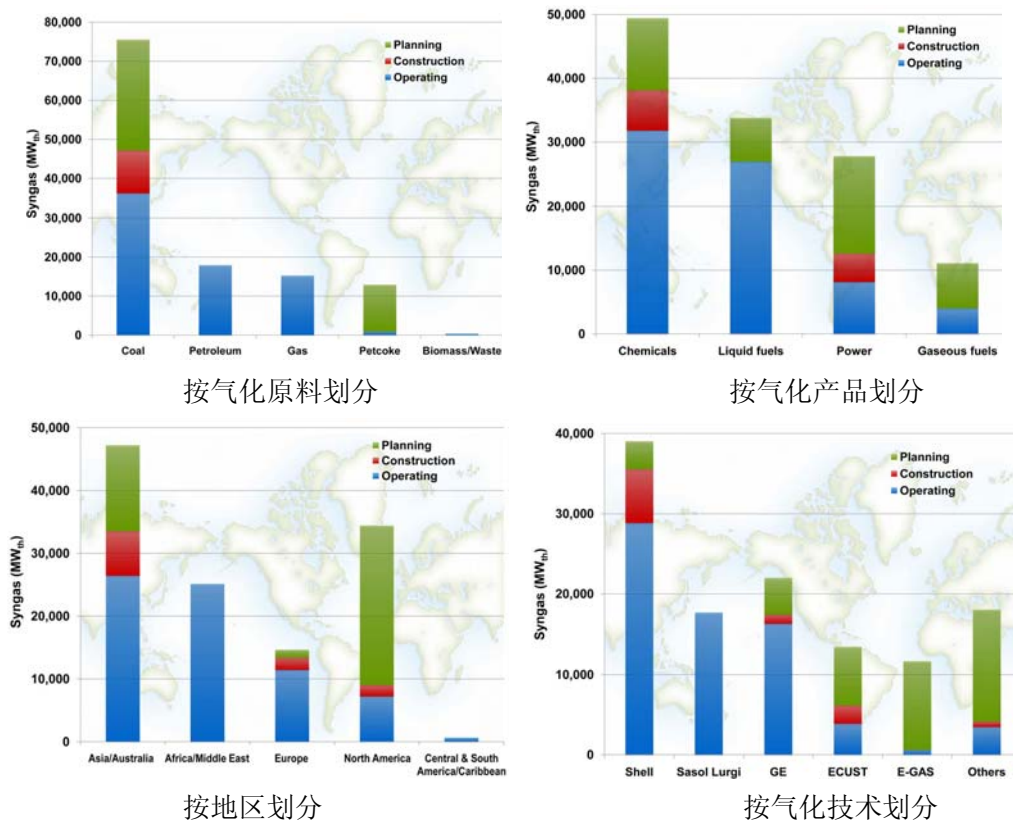 80,000
70,000
60,000
50,000
40,000
30,000
20,000
10,000
0
Syngas (MWth)
Planning
Construction
Operating
Coal Petroleum Gas Petcoke Biomass/Waste
按气化原料划分
50,000
40,000
30,000
20,000
10,000
0
Syngas (MWth)
Planning
Construction
Operating
Chemicals Liquid fuels Power Gaseous fuels
按气化产品划分
50,000
40,000
30,000
20,000
10,000
0
Syngas (MWth)
Planning
Construction
Operating
Asia/Australia Africa/Middle East Europe North America Central & South
America/Caribbean
按地区划分
40,000
30,000
20,000
10,000
0
Syngas (MWth)
Planning
Construction
Operating
Shell Sasol Lurgi GE ECUST E-GAS Others
按气化技术划分